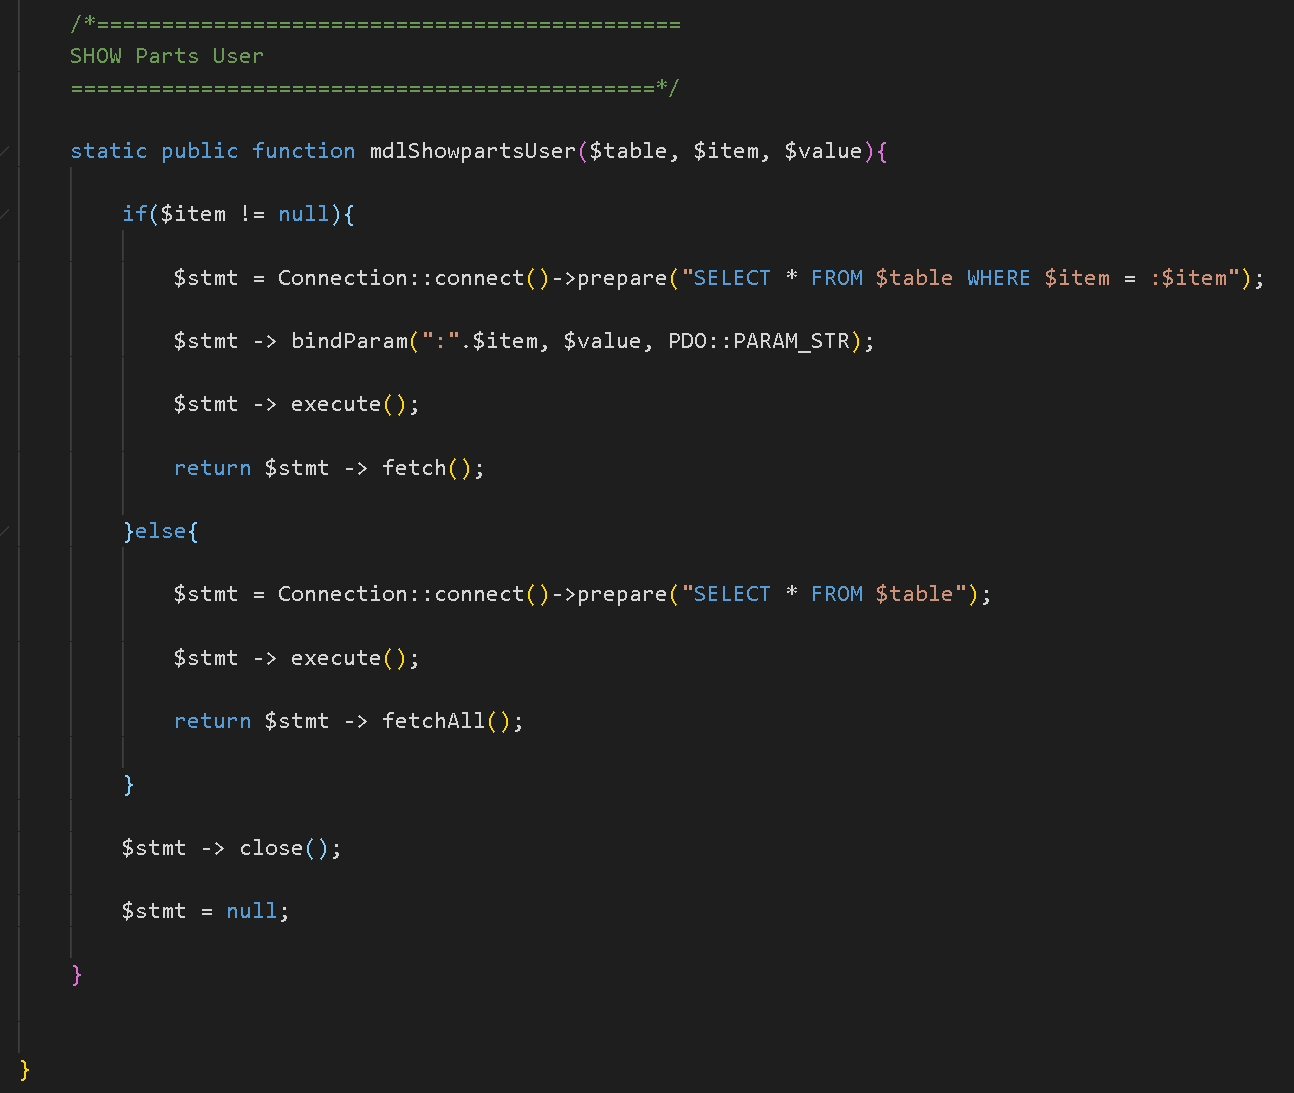 /*=============================================
SHOW Parts User
=============================================*/
static public function mdlShowpartsUser($table, $item, $value){
if($item != null){
$stmt = Connection::connect()->prepare("SELECT * FROM $table WHERE $item = :$item");
$stmt -> bindParam(":".$item, $value, PDO::PARAM_STR);
$stmt -> execute();
return $stmt -> fetch();
}else{
$stmt = Connection::connect()->prepare("SELECT * FROM $table");
$stmt -> execute();
return $stmt -> fetchAll();
}
$stmt -> close();
$stmt = null;
}
}